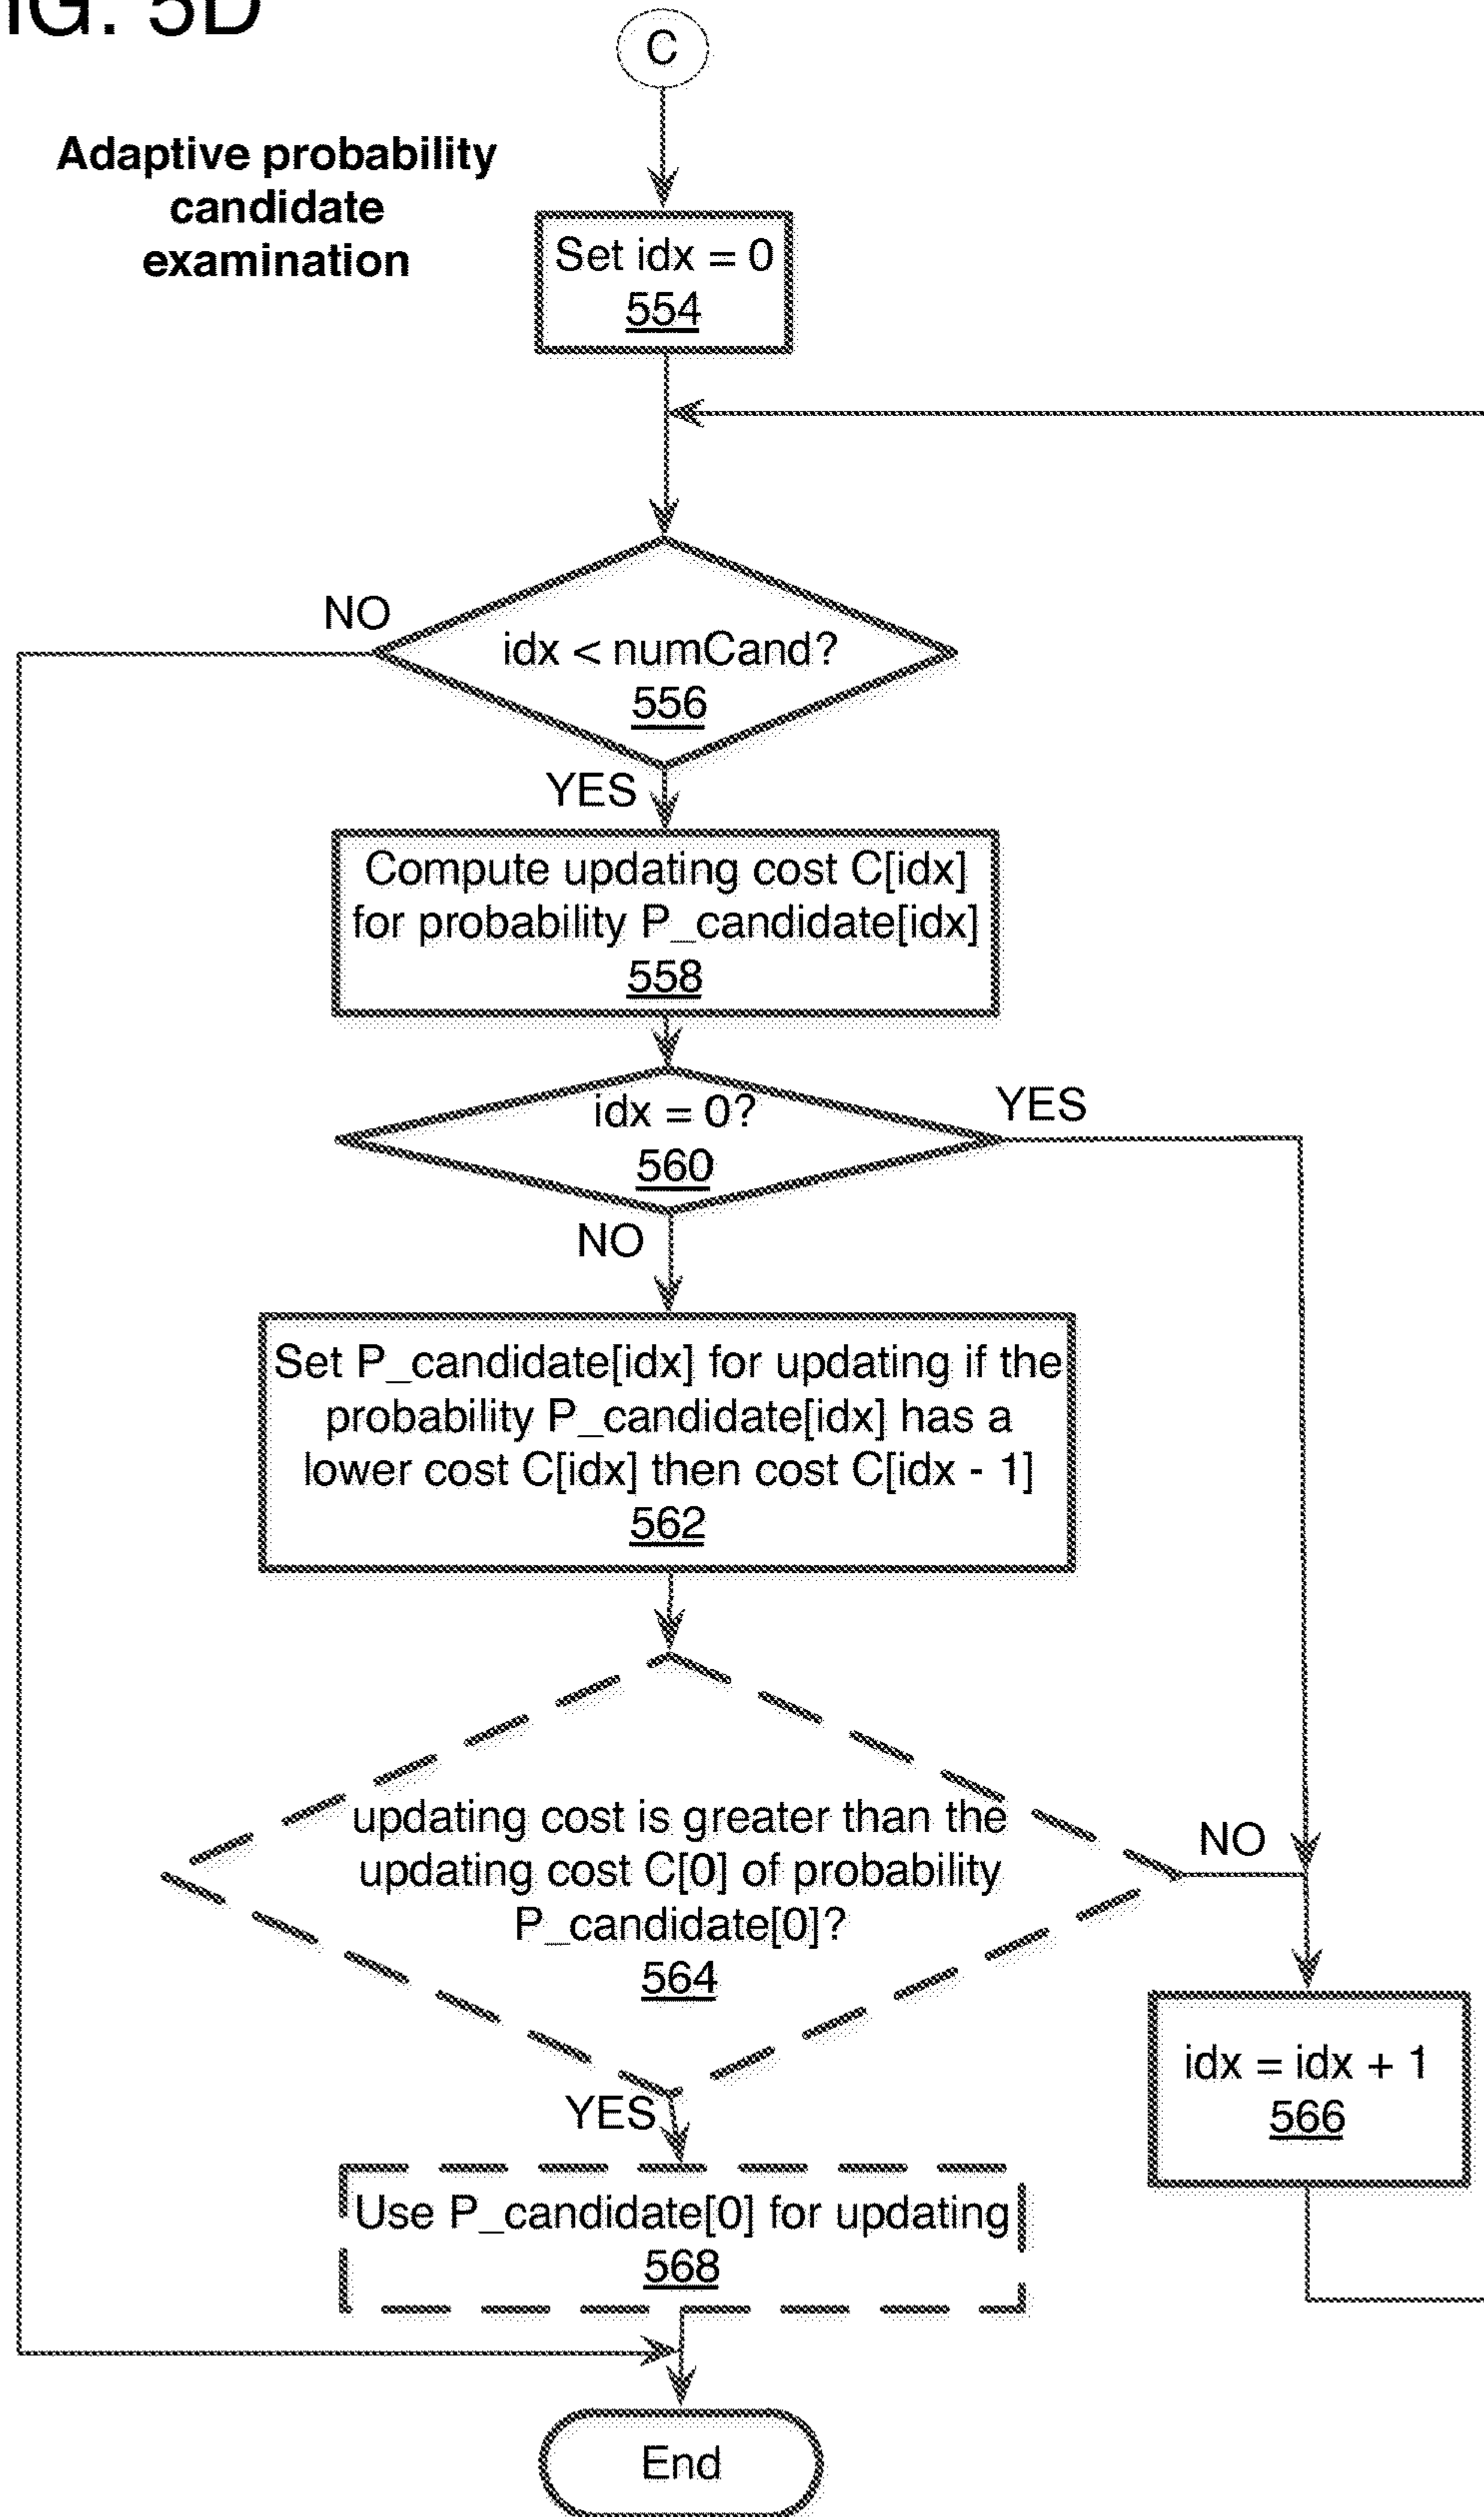 IG. 5D
C
Adaptive probability
candidate
examination
Set idx = 0
554
NO
idx < numCand?
556
YES
Compute updating cost C[idx]
for probability P_candidate[idx]
558
idx = 0?
560
YES
NO
Set P_candidate[idx] for updating if the
probability P_candidate[idx] has a
lower cost C[idx] then cost C[idx - 1]
562
updating cost is greater than the
updating cost C[0] of probability
P_candidate[0]?
564
NO
idx = idx + 1
566
YES
Use P_candidate[0] for updating
568
End